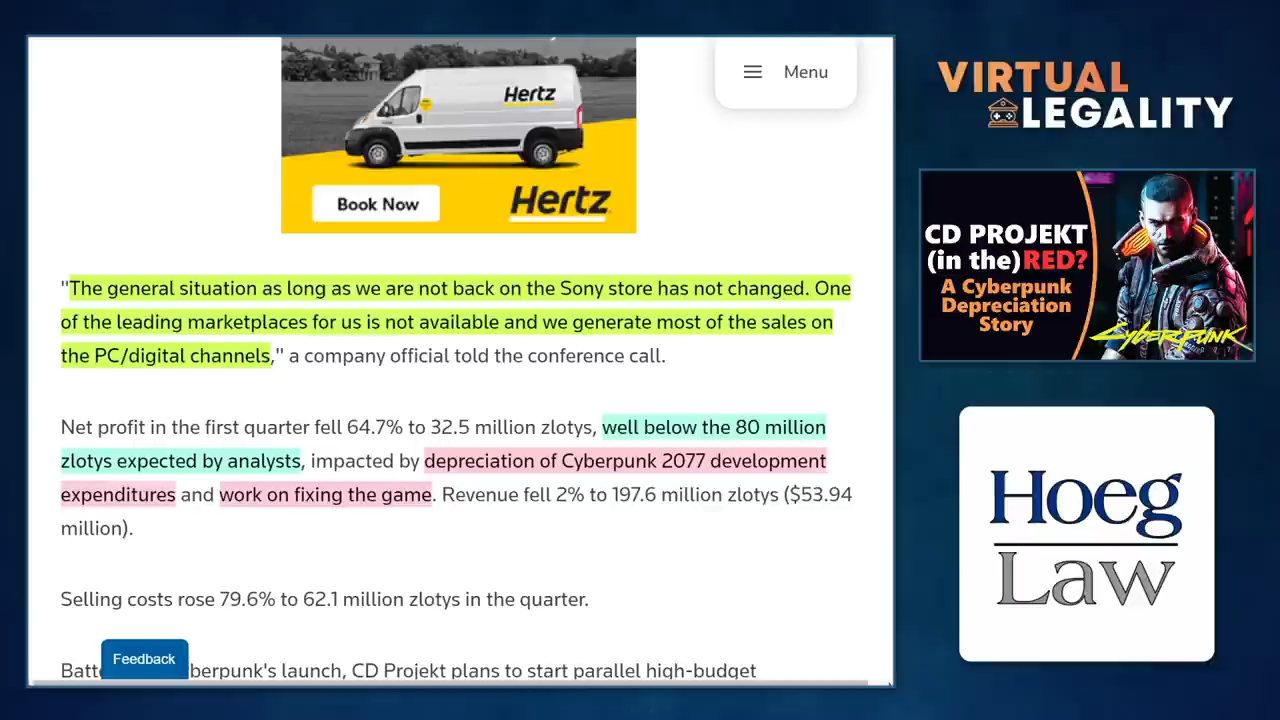 Hertz
Book Now
Hertz
Menu
"The general situation as long as we are not back on the Sony store has not changed. One
of the leading marketplaces for us is not available and we generate most of the sales on
the PC/digital channels," a company official told the conference call.
Net profit in the first quarter fell 64.7% to 32.5 million zlotys, well below the 80 million
zlotys expected by analysts, impacted by depreciation of Cyberpunk 2077 development
expenditures and work on fixing the game. Revenue fell 2% to 197.6 million zlotys ($53.94
million).
Selling costs rose 79.6% to 62.1 million zlotys in the quarter.
Feedback
CD Projekt plans to start parallel high-budget
VIRTUAL
LEGALITY
CD PROJEKT
(in the) RED?
A Cyberpunk
Depreciation
Story
CYBERPUNK
Hoeg
Law